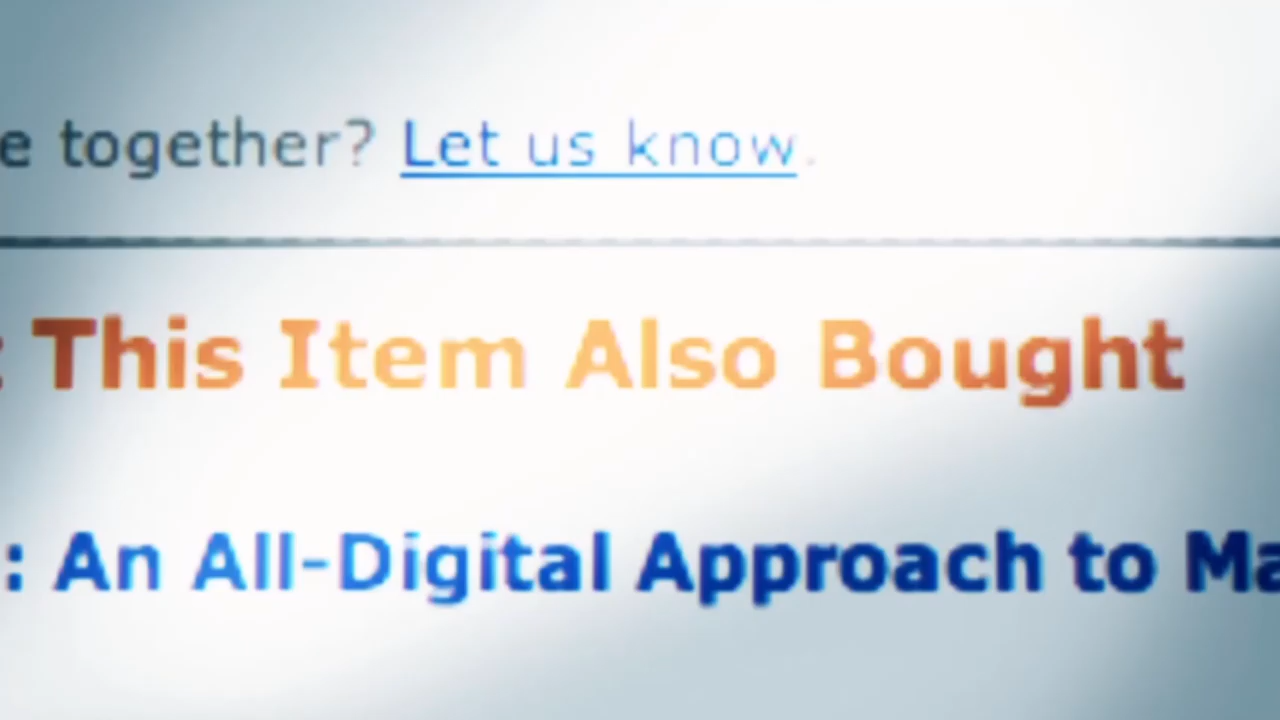 e together? Let us know.
: This Item Also Bought
: An All-Digital Approach to Ma